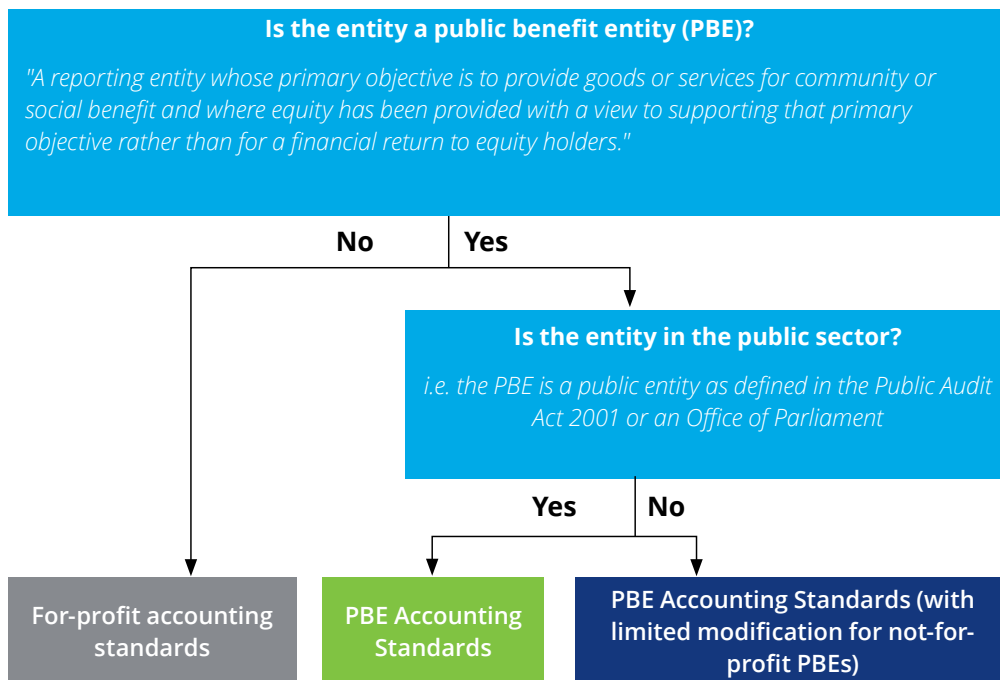 Is the entity a public benefit entity (PBE)?
"A reporting entity whose primary objective is to provide goods or services for community or
social benefit and where equity has been provided with a view to supporting that primary
objective rather than for a financial return to equity holders."
No
Yes
Is the entity in the public sector?
i.e. the PBE is a public entity as defined in the Public Audit
Act 2001 or an Office of Parliament
Yes
No
For-profit accounting
standards
PBE Accounting
Standards
PBE Accounting Standards (with
limited modification for not-for-
profit PBEs)